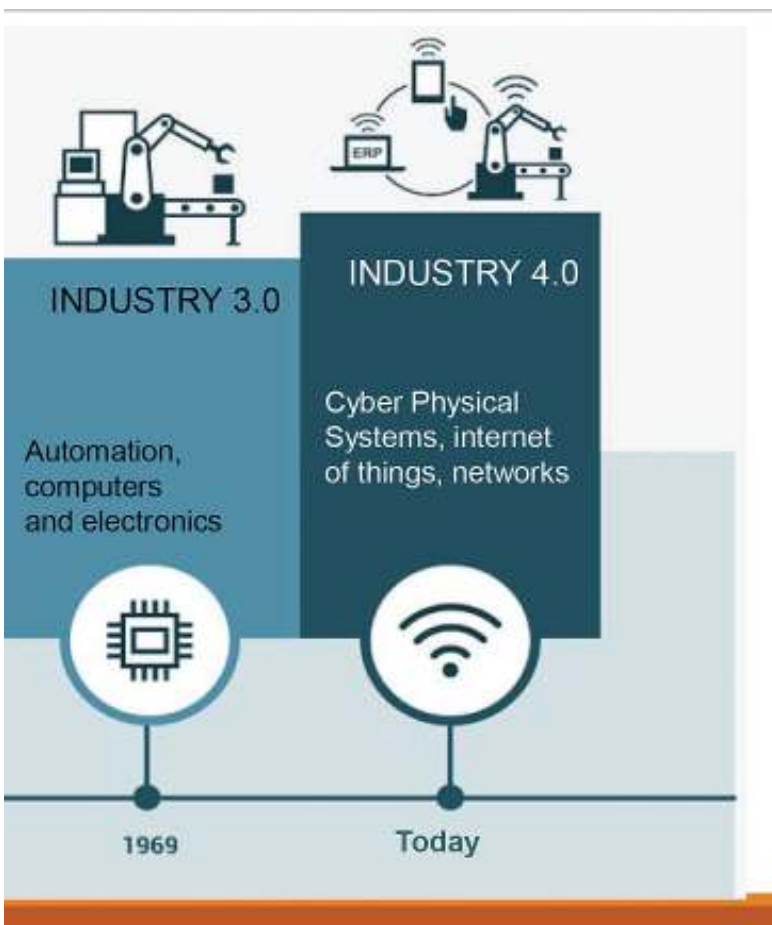 ERP
INDUSTRY 3.0
Automation,
computers
and electronics
1969
INDUSTRY 4.0
Cyber Physical
Systems, internet
of things, networks
Today